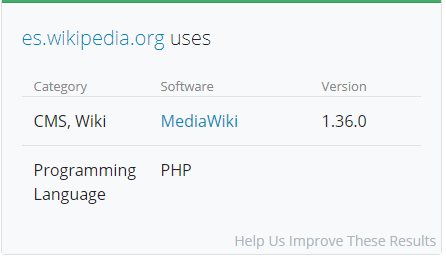 es.wikipedia.org uses
Category Software Version
CMS, Wiki MediaWiki 1.36.0
Programming PHP
Language
Help Us Improve These Results